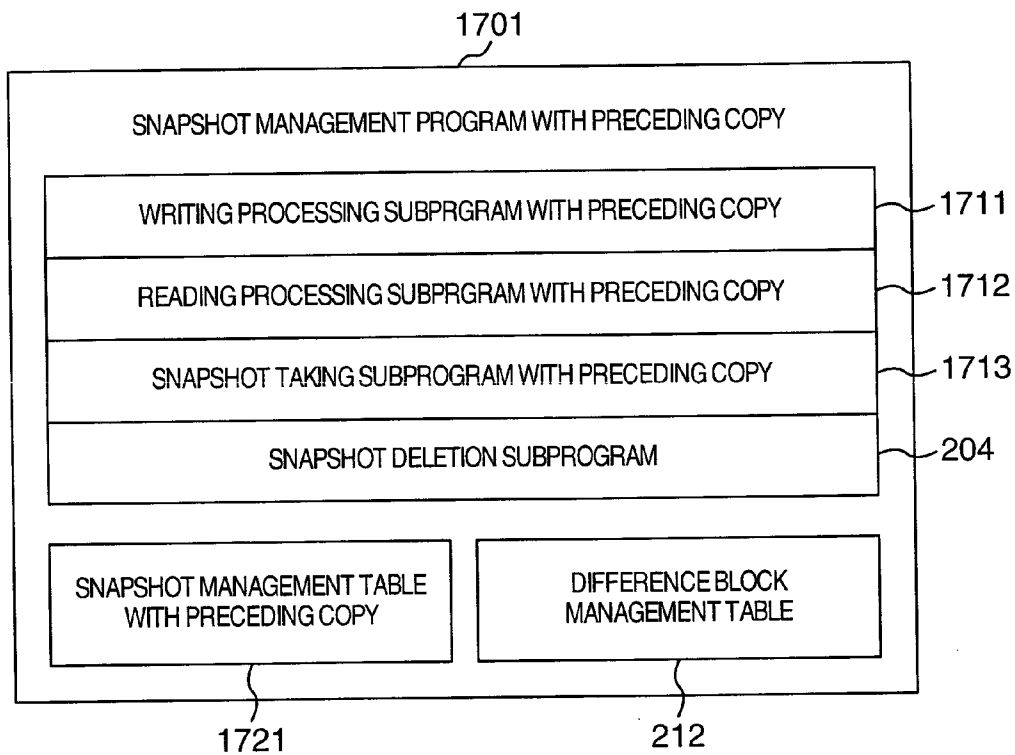 1701
SNAPSHOT MANAGEMENT PROGRAM WITH PRECEDING COPY
WRITING PROCESSING SUBPRGRAM WITH PRECEDING COPY
1711
READING PROCESSING SUBPRGRAM WITH PRECEDING COPY
1712
SNAPSHOT TAKING SUBPROGRAM WITH PRECEDING COPY
1713
SNAPSHOT DELETION SUBPROGRAM
204
SNAPSHOT MANAGEMENT TABLE
WITH PRECEDING COPY
DIFFERENCE BLOCK
MANAGEMENT TABLE
1721
212